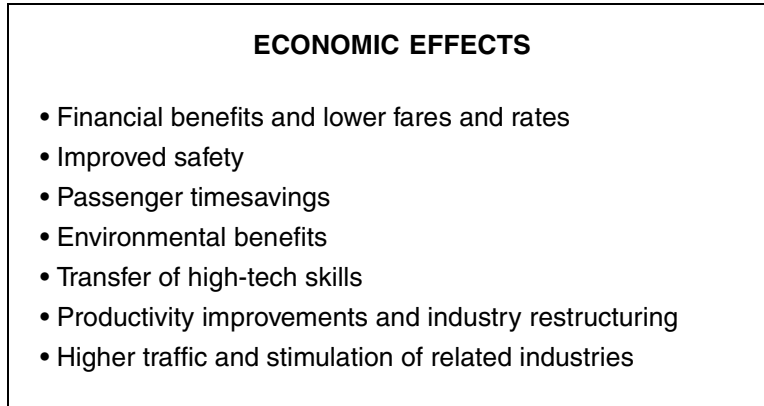 ECONOMIC EFFECTS
• Financial benefits and lower fares and rates
• Improved safety
• Passenger timesavings
• Environmental benefits
• Transfer of high-tech skills
• Productivity improvements and industry restructuring
• Higher traffic and stimulation of related industries